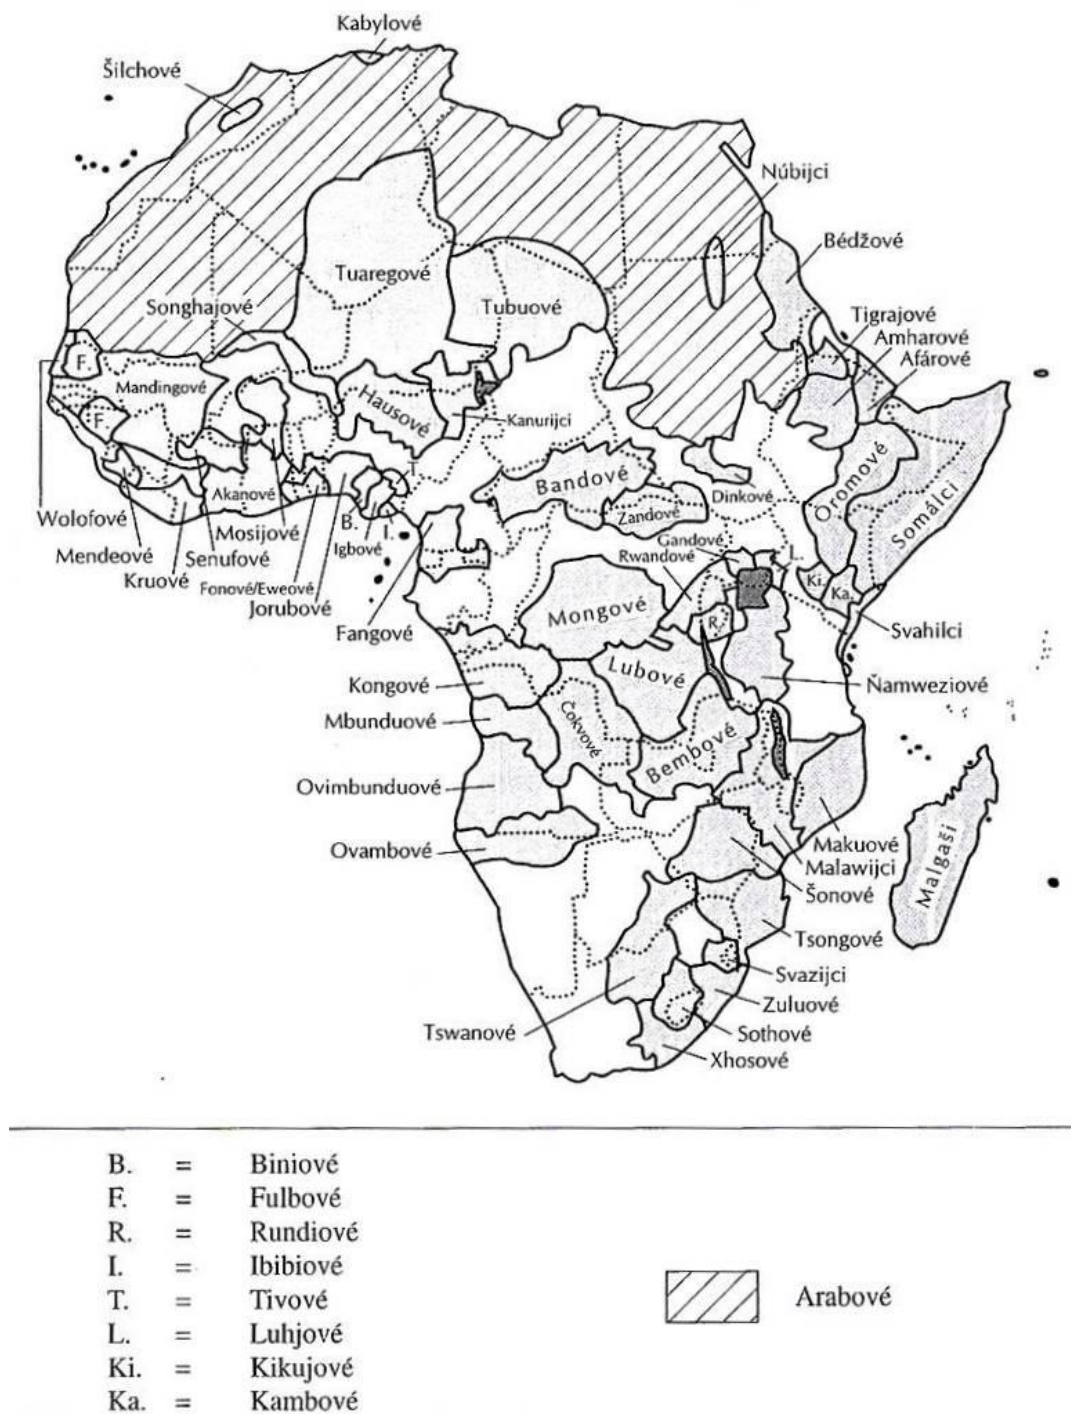 Kabylové
Šilchové
Núbijci
Bédžové
Tuaregové
Tubuové
Songhajové
Tigrajové
Amharové
Afárové
F.
Mandingové
Hausové
Kanurijci
F.
T.
Bandové
Dinkové
Oromové
Somálci
Wolofové
Akanové
Zandové
Mendeové
Mosijové
B.
Igbové
I.
Senufové
Kruové
Fonové/Eweové
Jorubové
Gandové
L.
Rwandové
Ki.
Ka.
Fangové
Mongové
R.
Svahilci
Kongové
Lubové
Ňamweziové
Mbunduové
Čokvové
Bembové
Ovimbunduové
Ovambové
Makuové
Malawijci
Šonové
Malgaši
Tsongové
Svazijci
Zuluové
Tswanové
Sothové
Xhosové
B. = Biniové
F. = Fulbové
R. = Rundiové
I. = Ibibiové
T. = Tivové
L. = Luhjové
Ki. = Kikujové
Ka. = Kambové
Arabové